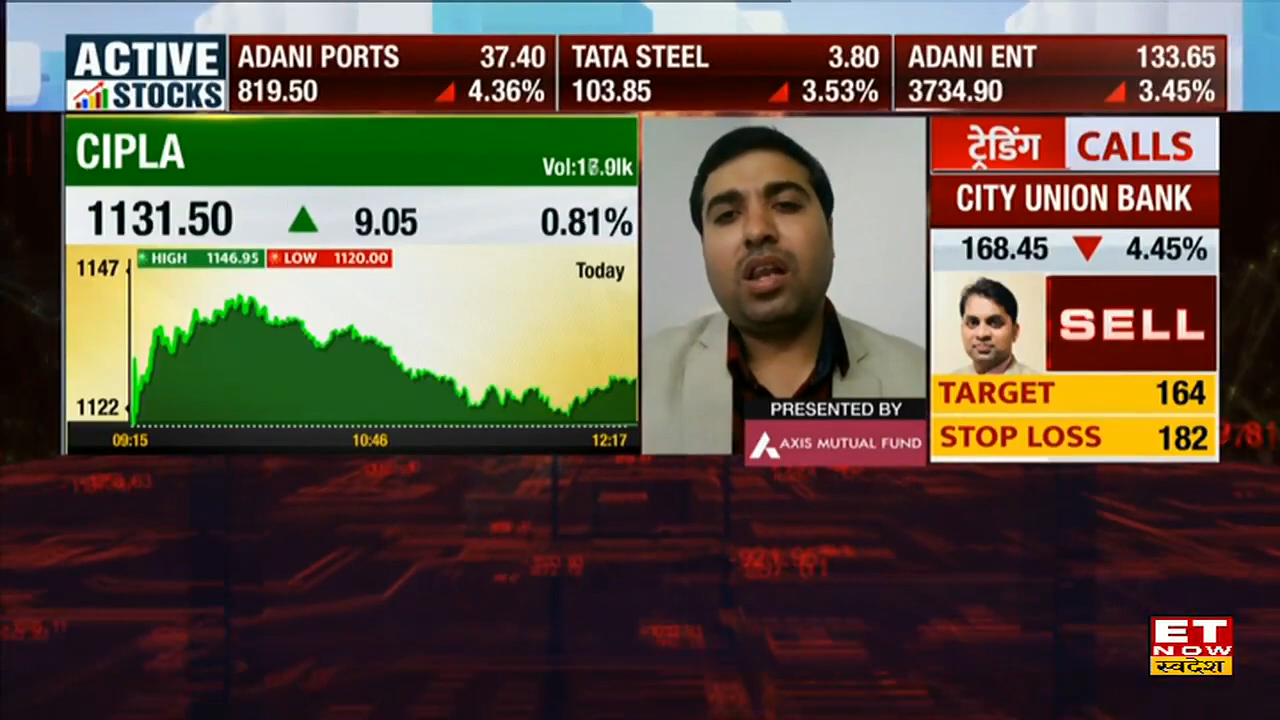 ACTIVE STOCKS
ADANI PORTS 37.40
819.50 4.36%
TATA STEEL 3.80
103.85 3.53%
ADANI ENT 133.65
3734.90 3.45%
CIPLA
1131.50 9.05 0.81%
HIGH 1146.95 LOW 1120.00
Today
1147
1122
09:15 10:46 12:17
PRESENTED BY
AXIS MUTUAL FUND
ट्रेडिंग CALLS
CITY UNION BANK
168.45 4.45%
SELL
TARGET 164
STOP LOSS 182
ET
NOW
स्वदेश